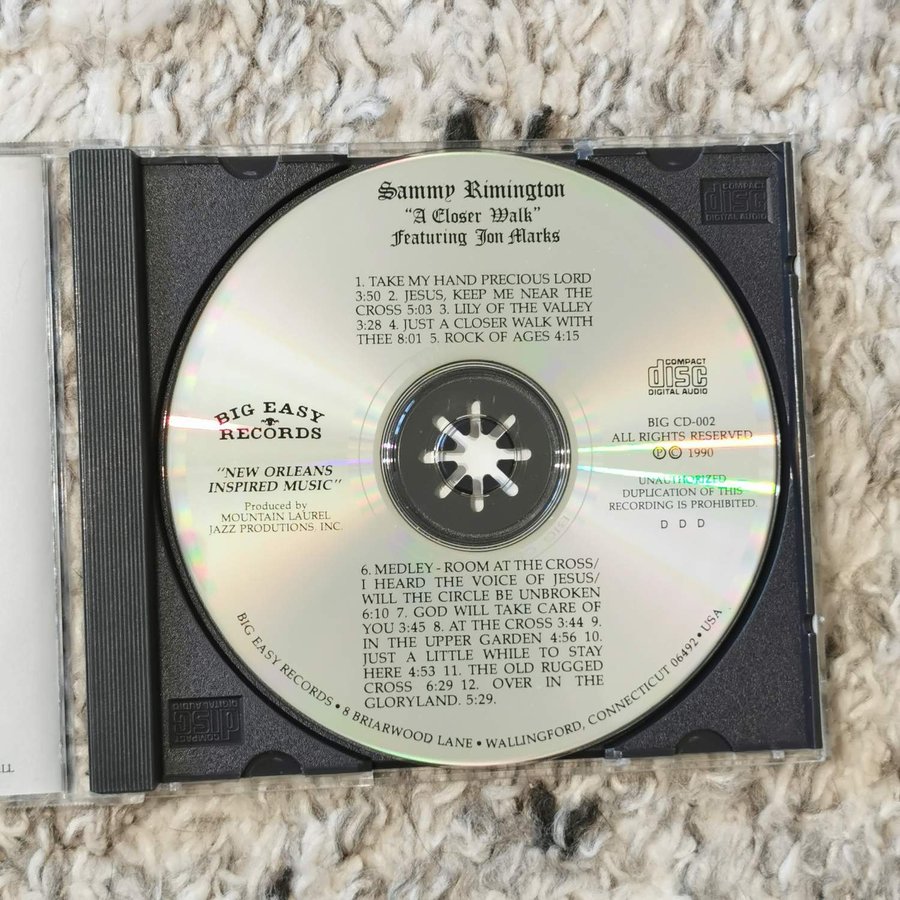 Sammy Rimington
"A Closer Walk"
Featuring Jon Marks
1. TAKE MY HAND PRECIOUS LORD
3:50 2. JESUS, KEEP ME NEAR THE
CROSS 5:03 3. LILY OF THE VALLEY
3:28 4. JUST A CLOSER WALK WITH
THEE 8:01 5. ROCK OF AGES 4:15
BIG EASY
RECORDS
"NEW ORLEANS
INSPIRED MUSIC"
Produced by
MOUNTAIN LAUREL
JAZZ PRODUTIONS, INC.
COMPACT
disc
DIGITAL AUDIO
BIG CD-002
ALL RIGHTS RESERVED
℗ © 1990
UNAUTHORIZED
DUPLICATION OF THIS
RECORDING IS PROHIBITED.
D D D
6. MEDLEY - ROOM AT THE CROSS/
I HEARD THE VOICE OF JESUS/
WILL THE CIRCLE BE UNBROKEN
6:10 7. GOD WILL TAKE CARE OF
YOU 3:45 8. AT THE CROSS 3:44 9.
IN THE UPPER GARDEN 4:56 10.
JUST A LITTLE WHILE TO STAY
HERE 4:53 11. THE OLD RUGGED
CROSS 6:29 12. OVER IN THE
GLORYLAND. 5:29.
BIG EASY RECORDS • 8 BRIARWOOD LANE • WALLINGFORD, CONNECTICUT 06492 • USA
COMPACT
disc
DIGITAL AUDIO
COMPACT
disc
DIGITAL AUDIO